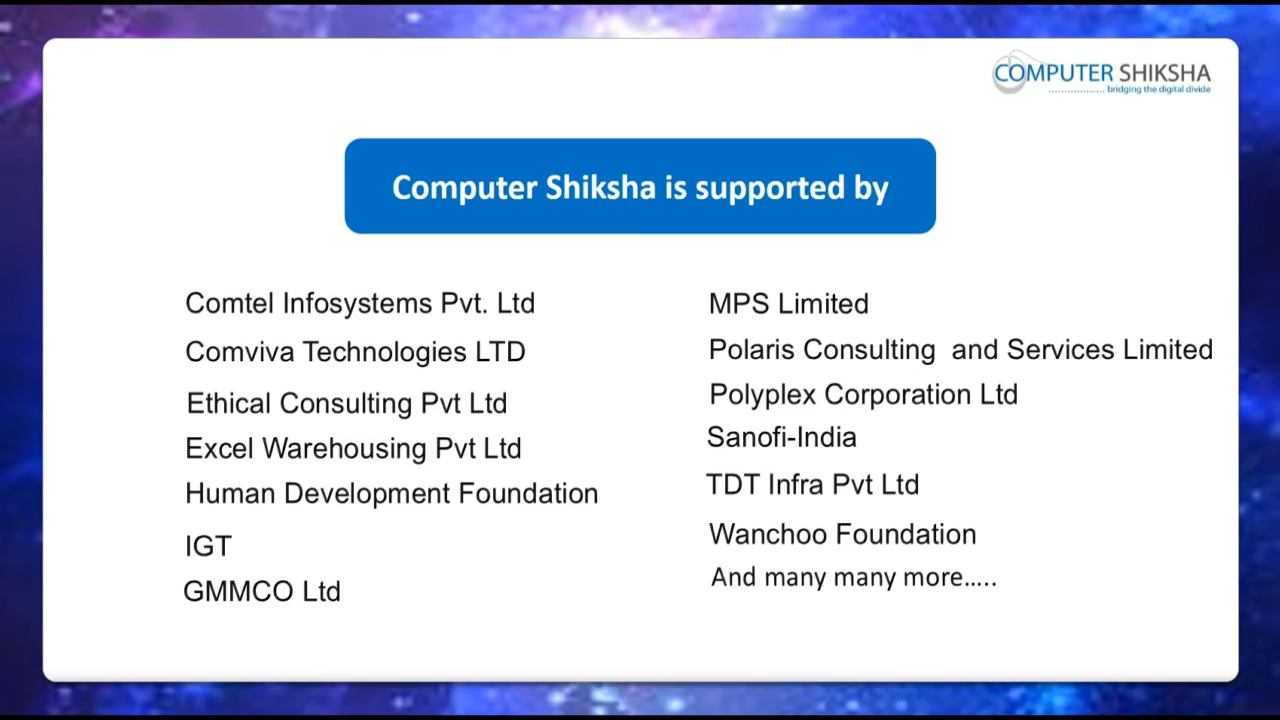 COMPUTER SHIKSHA
bridging the digital divide
Computer Shiksha is supported by
Comtel Infosystems Pvt. Ltd
Comviva Technologies LTD
Ethical Consulting Pvt Ltd
Excel Warehousing Pvt Ltd
Human Development Foundation
IGT
GMMCO Ltd
MPS Limited
Polaris Consulting and Services Limited
Polyplex Corporation Ltd
Sanofi-India
TDT Infra Pvt Ltd
Wanchoo Foundation
And many many more.....